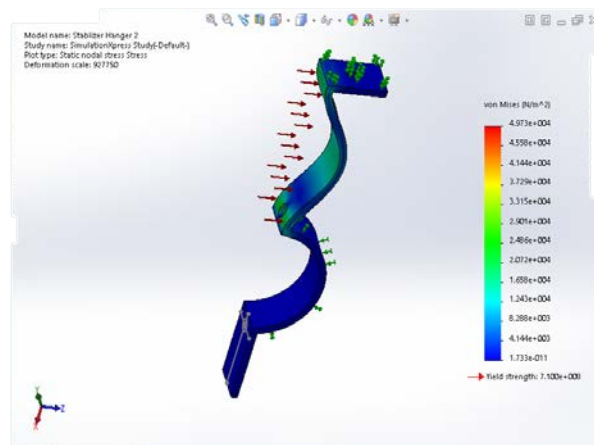 Model name: Stabilizer Hanger 2
Study name: SimulationXpress Study(-Default-)
Plot type: Static nodal stress Stress
Deformation scale: 927750
von Mises (N/m^2)
4.973e+004
4.558e+004
4.144e+004
3.729e+004
3.315e+004
2.901e+004
2.486e+004
2.072e+004
1.658e+004
1.243e+004
8.288e+003
4.144e+003
1.733e-011
Yield strength: 7.100e+008
Y
X
Z